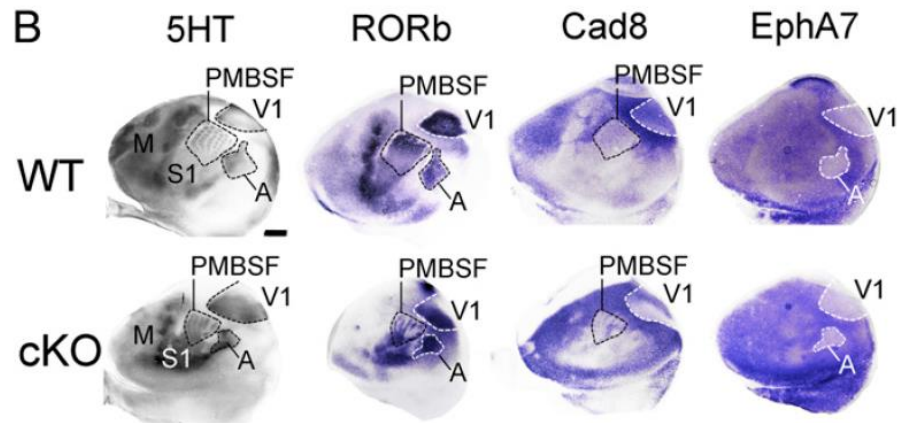 B 5HT RORb Cad8 EphA7
PMBSF PMBSF PMBSF
V1 V1 V1 V1
M
WT S1
A A A
PMBSF PMBSF PMBSF
V1 V1 V1 V1
M
cKO S1 A A A